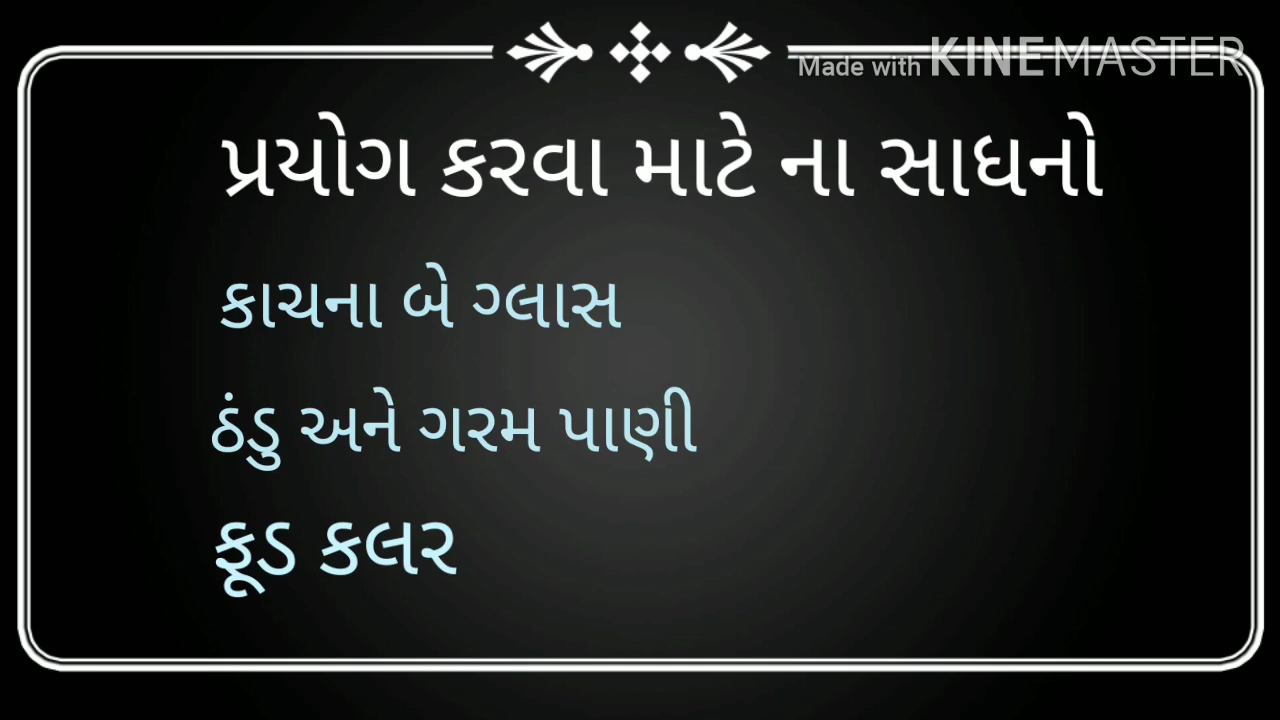 Made with KINEMASTER
પ્રયોગ કરવા માટે ના સાધનો
કાચના બે ગ્લાસ
ઠંડુ અને ગરમ પાણી
ફૂડ કલર